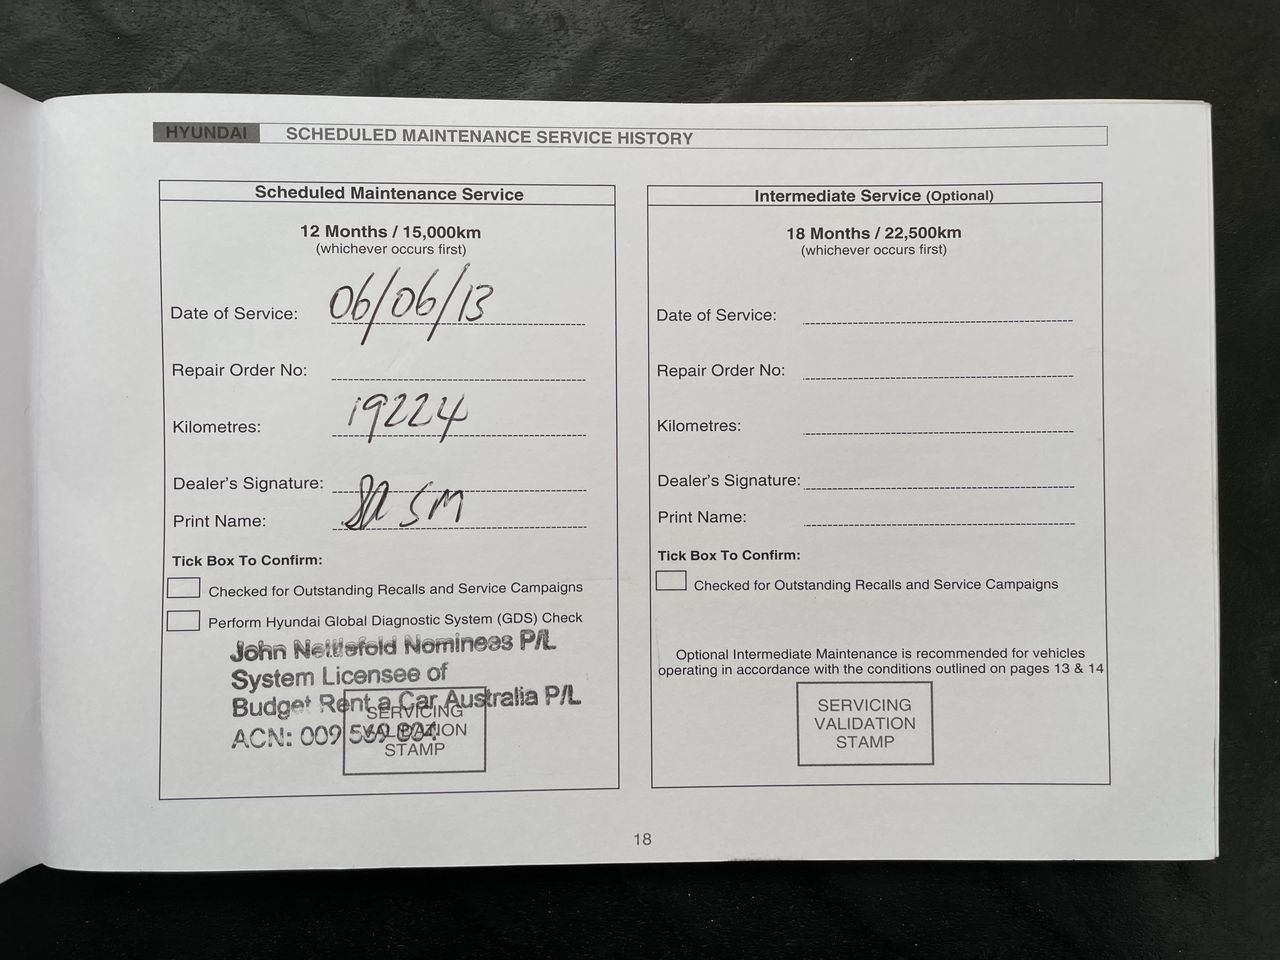 HYUNDAI SCHEDULED MAINTENANCE SERVICE HISTORY
Scheduled Maintenance Service
12 Months / 15,000km
(whichever occurs first)
Date of Service: 06/06/13
Repair Order No:
Kilometres: 19224
Dealer's Signature:
Print Name: SM
Tick Box To Confirm:
Checked for Outstanding Recalls and Service Campaigns
Perform Hyundai Global Diagnostic System (GDS) Check
John Nettlefold Nominees P/L
System Licensee of
Budget Rent a Car Australia P/L
ACN: 009 569 804
SERVICING
VALIDATION
STAMP
Intermediate Service (Optional)
18 Months / 22,500km
(whichever occurs first)
Date of Service:
Repair Order No:
Kilometres:
Dealer's Signature:
Print Name:
Tick Box To Confirm:
Checked for Outstanding Recalls and Service Campaigns
Optional Intermediate Maintenance is recommended for vehicles
operating in accordance with the conditions outlined on pages 13 & 14
SERVICING
VALIDATION
STAMP
18